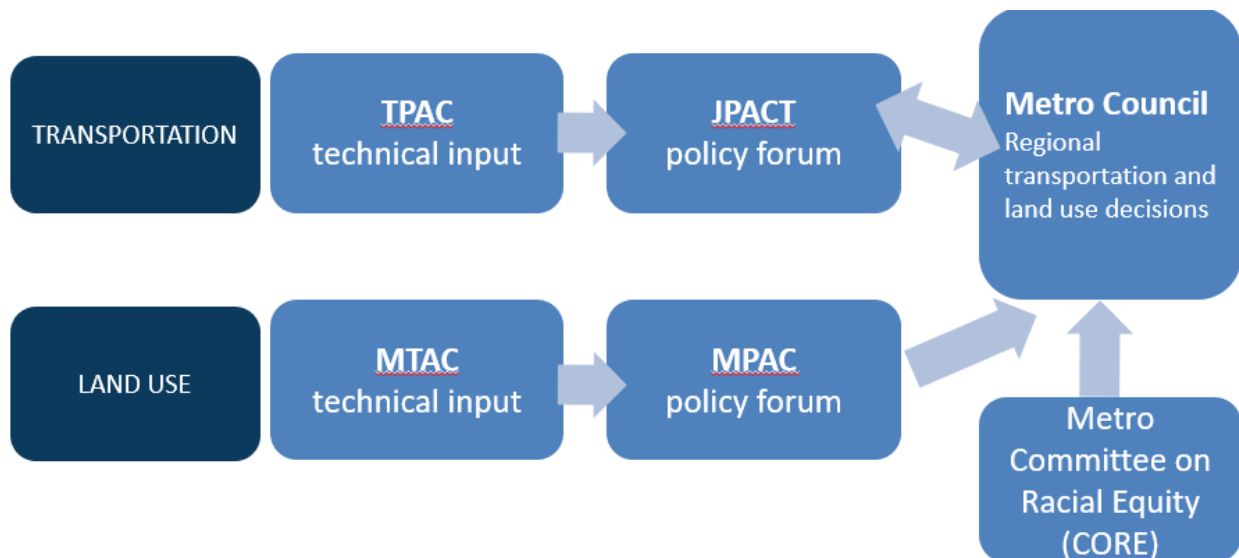 TRANSPORTATION
TPAC
technical input
JPACT
policy forum
Metro Council
Regional
transportation and
land use decisions
LAND USE
MTAC
technical input
MPAC
policy forum
Metro
Committee on
Racial Equity
(CORE)